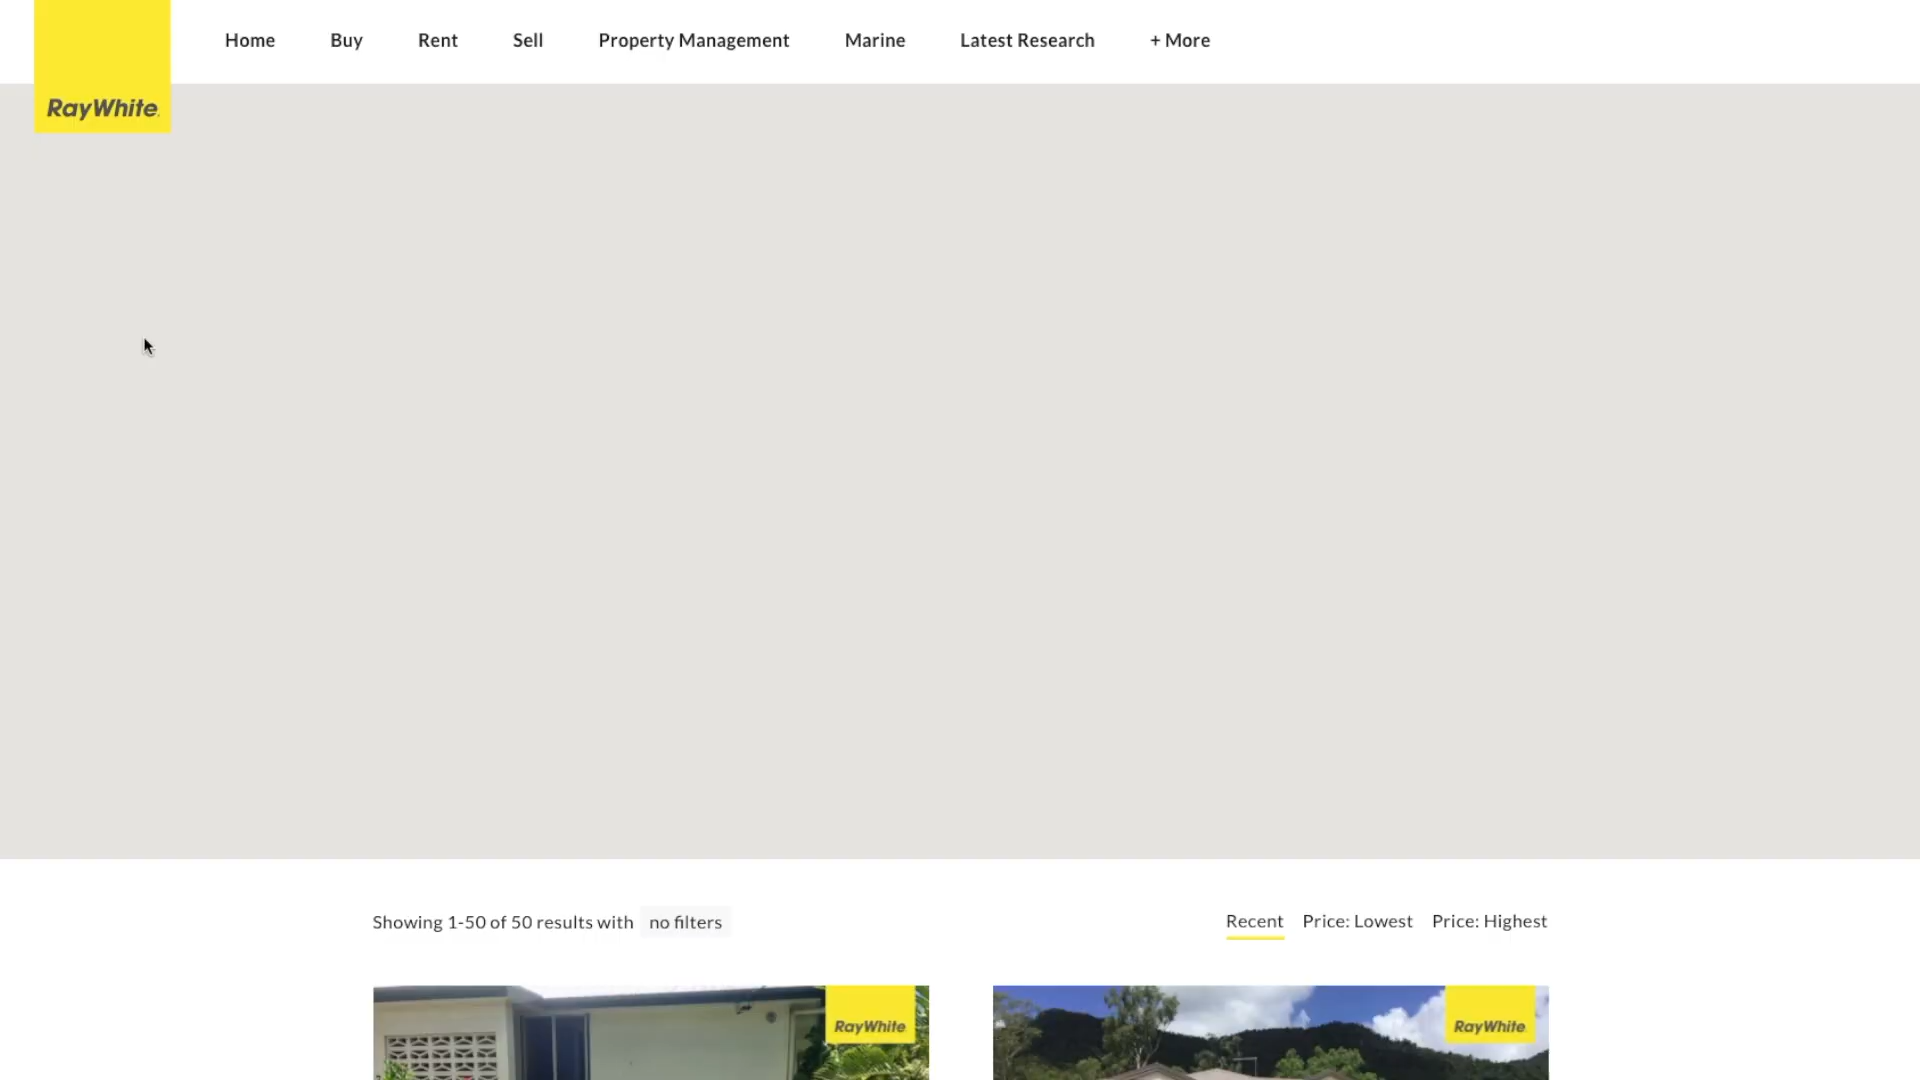 Home Buy Rent Sell Property Management Marine Latest Research + More
RayWhite.
Showing 1-50 of 50 results with no filters Recent Price: Lowest Price: Highest
RayWhite RayWhite